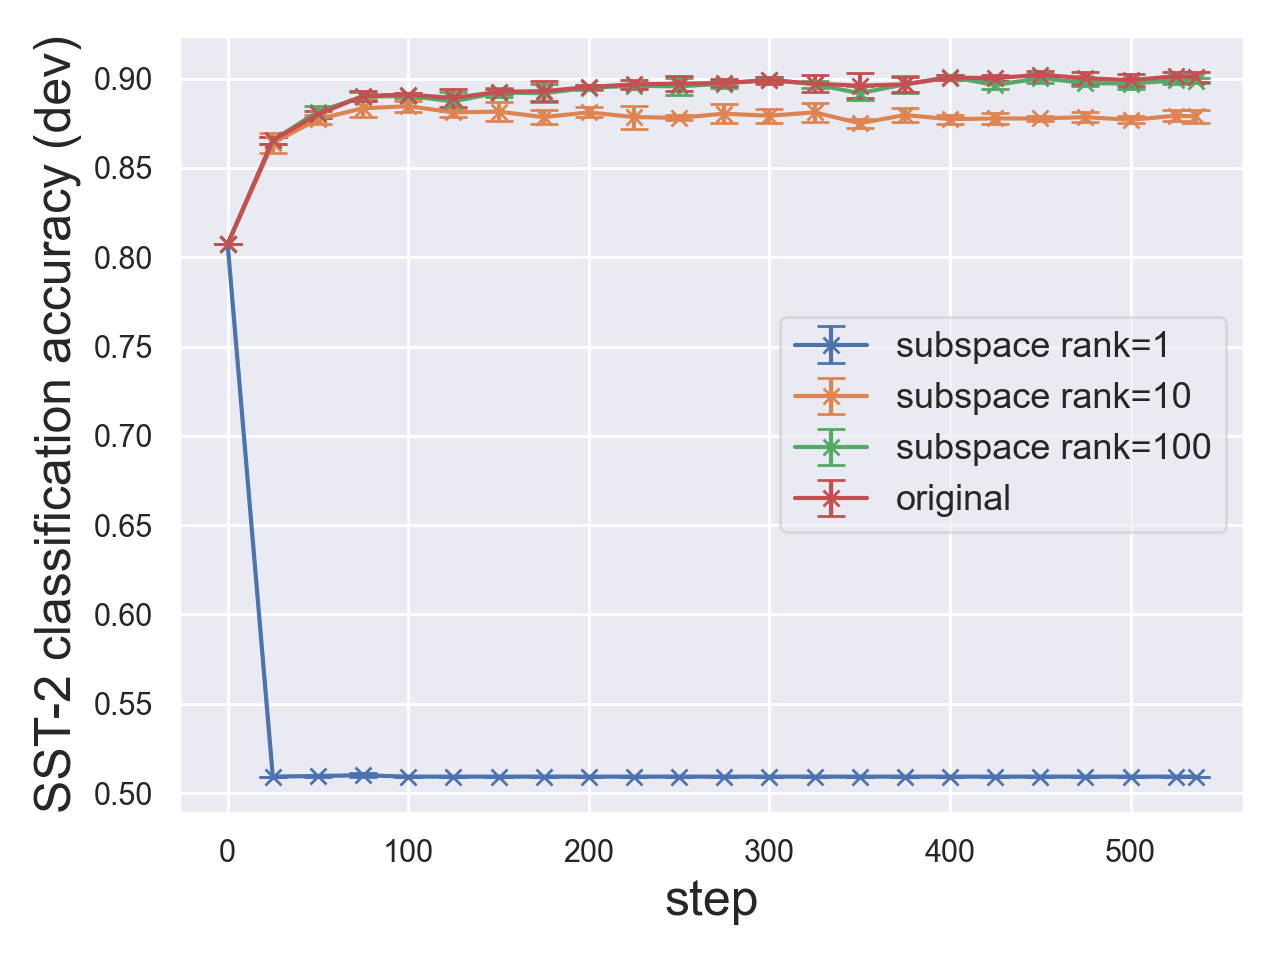 SST-2 classification accuracy (dev)
0.90
0.85
0.80
0.75
0.70
0.65
0.60
0.55
0.50
subspace rank=1
subspace rank=10
subspace rank=100
original
0 100 200 300 400 500
step